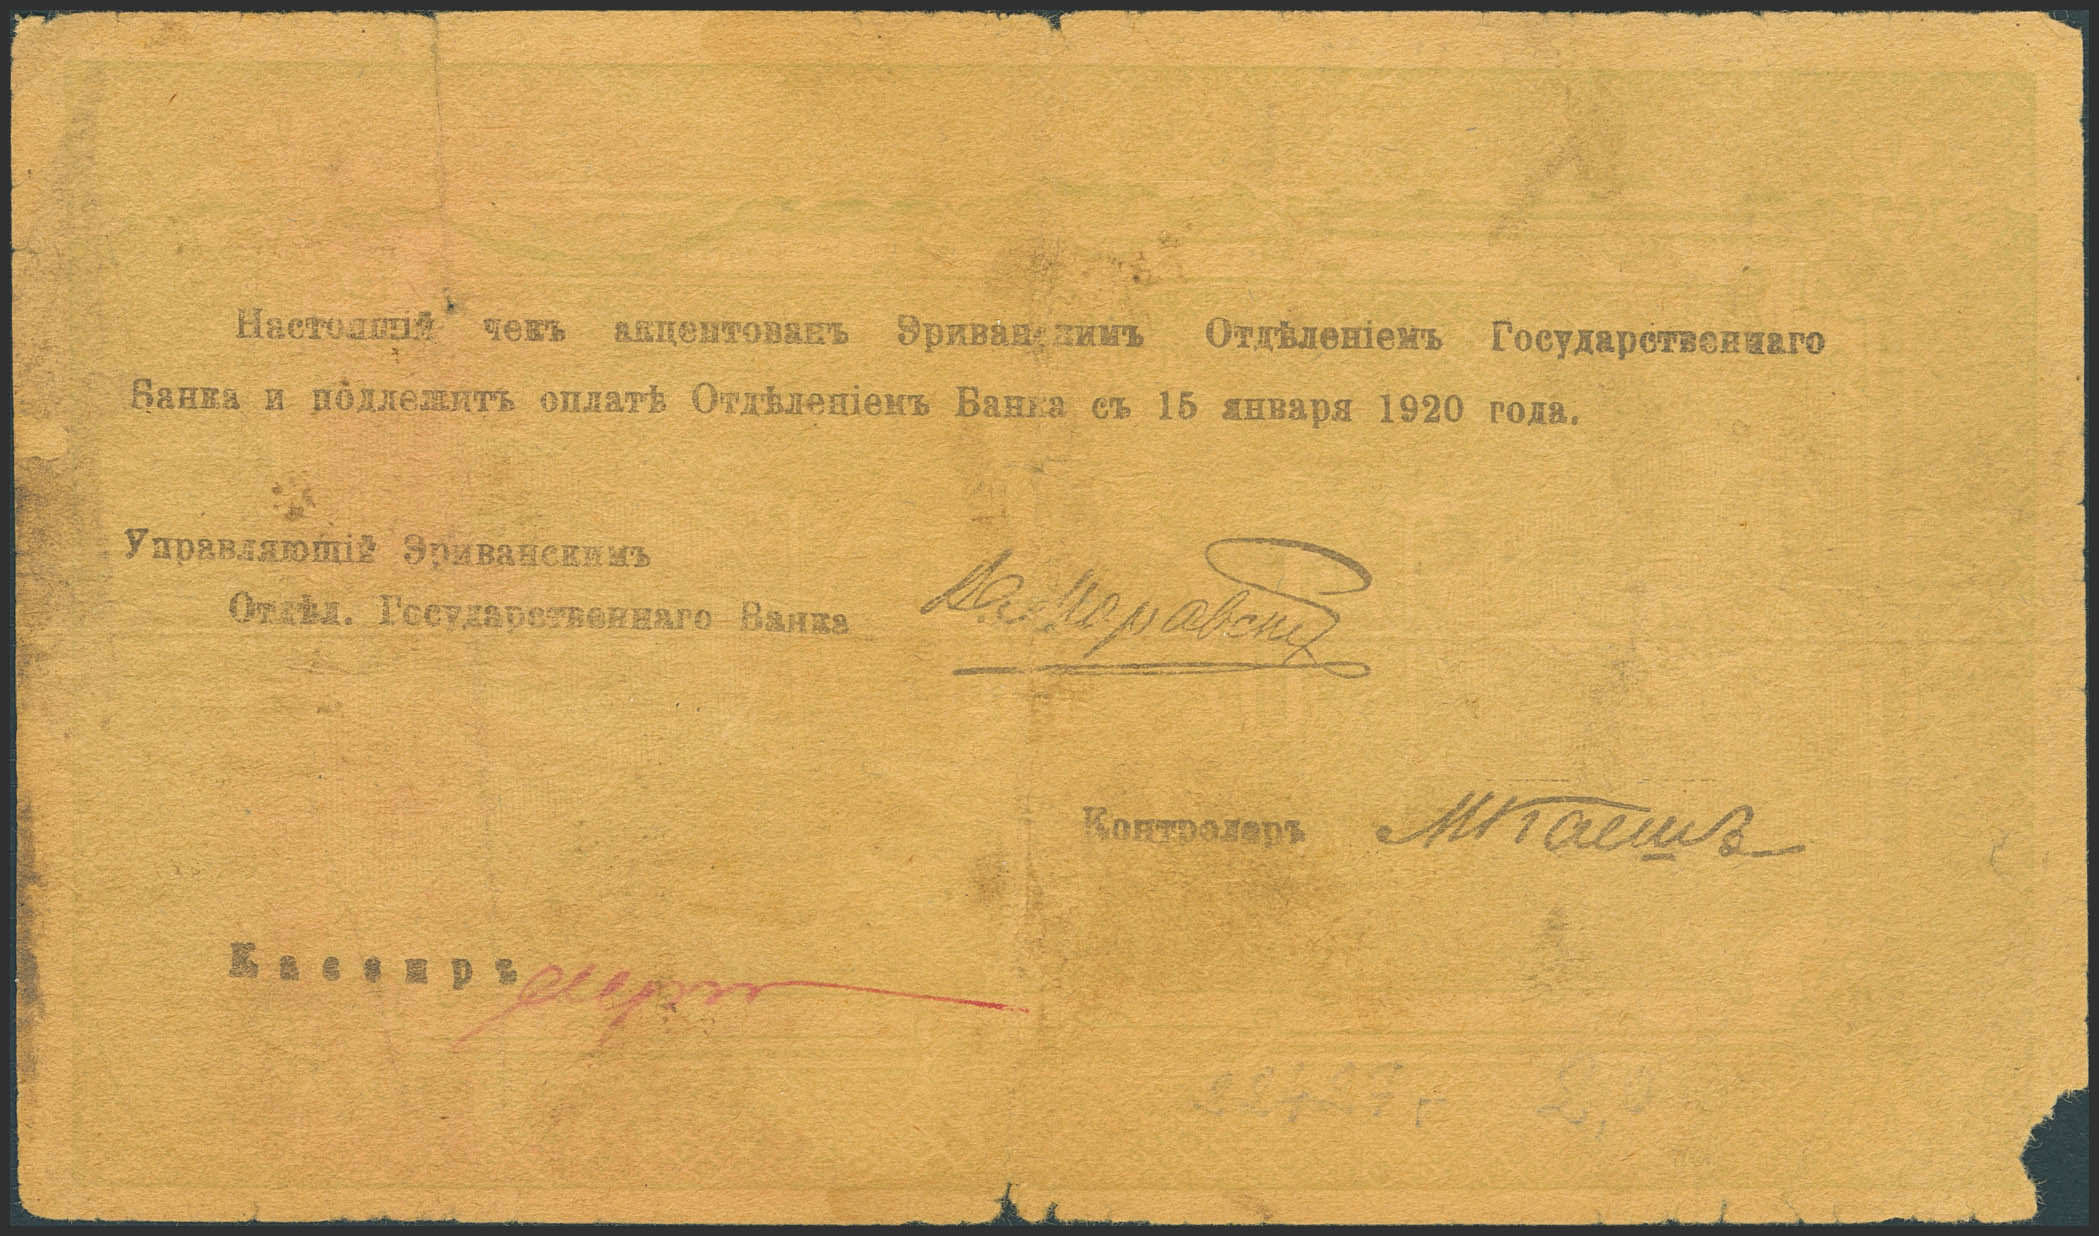 Настоящій чекъ акцентованъ Эриванскимъ Отдѣленіемъ Государственнаго
Банка и подлежитъ оплатѣ Отдѣленіемъ Банка съ 15 января 1920 года.
Управляющій Эриванскимъ
Отдѣл. Государственнаго Банка
Контролеръ
Кассиръ